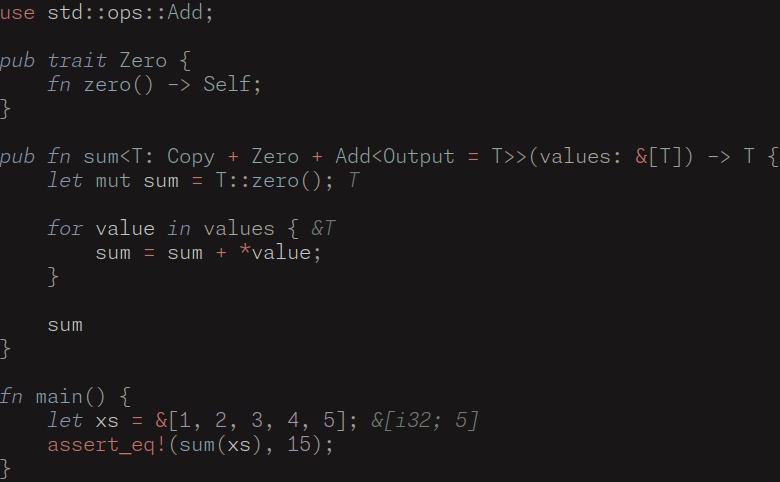 use std::ops::Add;
pub trait Zero {
    fn zero() -> Self;
}
pub fn sum<T: Copy + Zero + Add<Output = T>>(values: &[T]) -> T {
    let mut sum = T::zero(); T
    for value in values { &T
        sum = sum + *value;
    }
    sum
}
fn main() {
    let xs = &[1, 2, 3, 4, 5]; &[i32; 5]
    assert_eq!(sum(xs), 15);
}